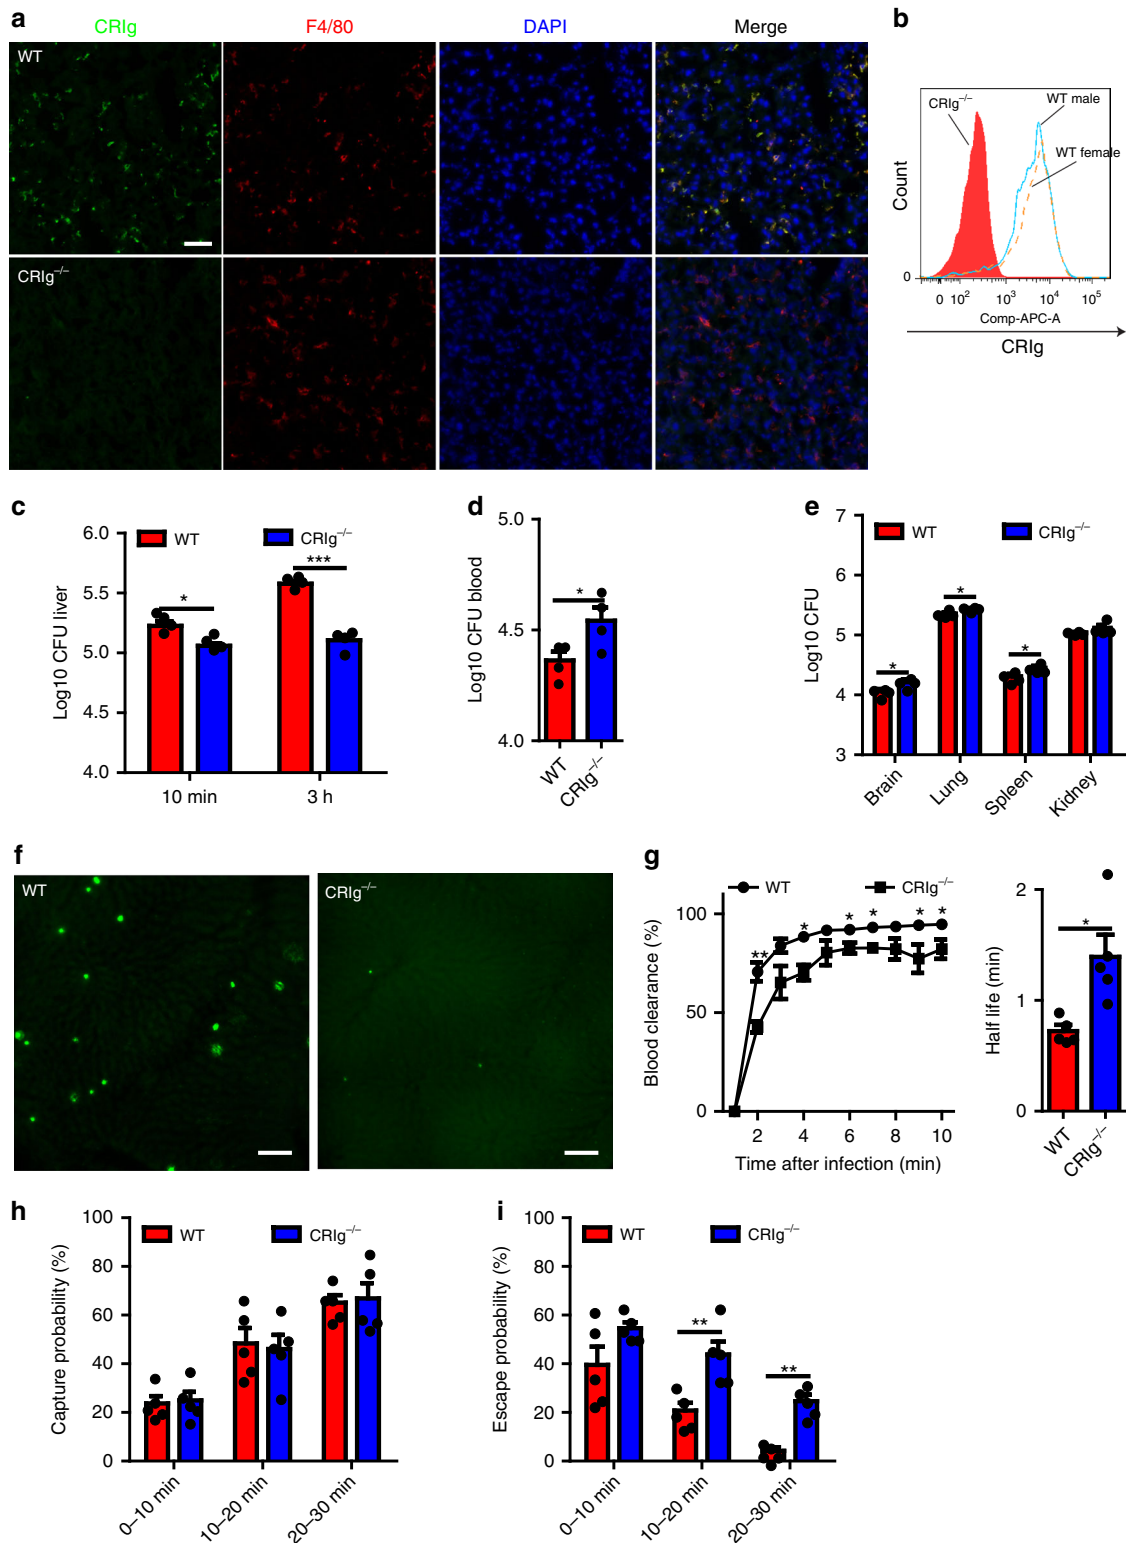 a
CRIg
F4/80
DAPI
Merge
WT
CRIg−/−
b
CRIg−/−
WT male
WT female
Count
0
0 10² 10³ 10⁴ 10⁵
Comp-APC-A
CRIg
c
WT
CRIg−/−
Log10 CFU liver
6.0
5.5
5.0
4.5
4.0
*
***
10 min
3 h
d
Log10 CFU blood
5.0
4.5
4.0
*
WT
CRIg−/−
e
WT
CRIg−/−
Log10 CFU
7
6
5
4
3
*
*
*
Brain
Lung
Spleen
Kidney
f
WT
CRIg−/−
g
WT
CRIg−/−
Blood clearance (%)
100
50
0
** * * * * *
2 4 6 8 10
Time after infection (min)
Half life (min)
2
1
0
*
WT
CRIg−/−
h
WT
CRIg−/−
Capture probability (%)
100
80
60
40
20
0
0–10 min
10–20 min
20–30 min
i
WT
CRIg−/−
Escape probability (%)
100
80
60
40
20
0
**
**
0–10 min
10–20 min
20–30 min